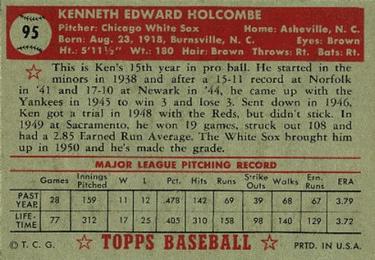 95
KENNETH EDWARD HOLCOMBE
Pitcher: Chicago White Sox Home: Asheville, N. C.
Born: Aug. 23, 1918, Burnsville, N. C. Eyes: Brown
Ht.: 5'11½" Wt.: 180 Hair: Brown Throws: Rt. Bats: Rt.
This is Ken's 15th year in pro ball. He started in the
minors in 1938 and after a 15-11 record at Norfolk
in '41 and 17-10 at Newark in '44, he came up with the
Yankees in 1945 to win 3 and lose 3. Sent down in 1946,
Ken got a trial in 1948 with the Reds, but didn't stick. In
1949 at Sacramento, he won 19 games, struck out 108 and
had a 2.85 Earned Run Average. The White Sox brought him
up in 1950 and he's made the grade.
MAJOR LEAGUE PITCHING RECORD
Games Innings Pitched W L Pct. Hits Runs Strike Outs Walks Earn. Runs ERA
PAST YEAR 28 159 11 12 .478 142 69 39 68 67 3.79
LIFE-TIME 77 312 17 25 .405 310 158 98 140 129 3.72
© T. C. G. TOPPS BASEBALL PRTD. IN U.S.A.